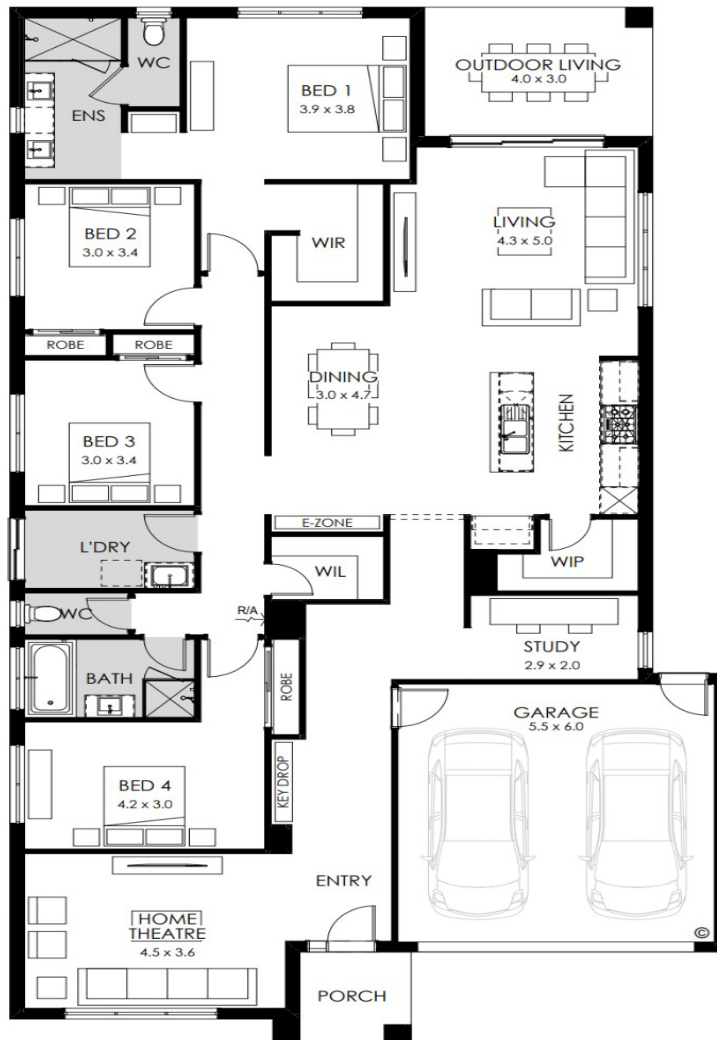 WC
ENS
BED 1
3.9 x 3.8
OUTDOOR LIVING
4.0 x 3.0
BED 2
3.0 x 3.4
WIR
LIVING
4.3 x 5.0
ROBE
ROBE
DINING
3.0 x 4.7
KITCHEN
BED 3
3.0 x 3.4
E-ZONE
L'DRY
WIL
WIP
WC
R/A
STUDY
2.9 x 2.0
BATH
ROBE
GARAGE
5.5 x 6.0
BED 4
4.2 x 3.0
KEY DROP
ENTRY
HOME
THEATRE
4.5 x 3.6
©
PORCH